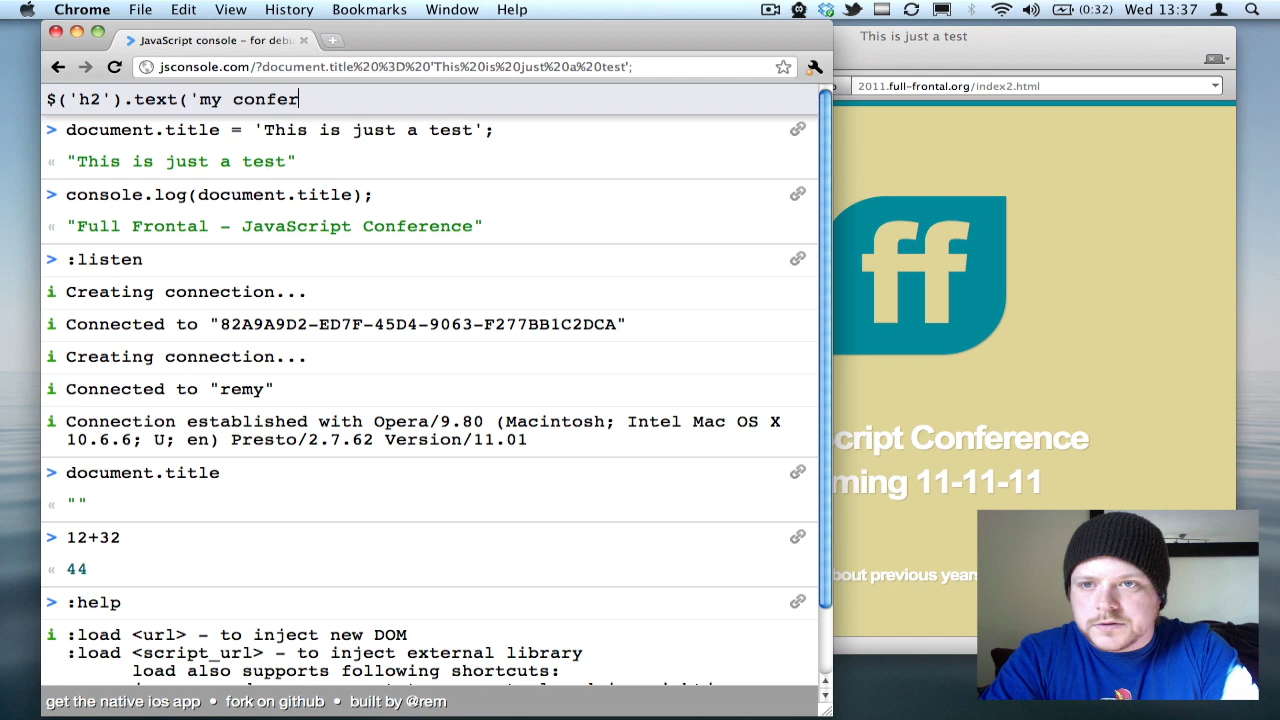 Chrome File Edit View History Bookmarks Window Help (0:32) Wed 13:37
JavaScript console – for debu
This is just a test
jsconsole.com/?document.title%20%3D%20'This%20is%20just%20a%20test';
2011.full-frontal.org/index2.html
$('h2').text('my confer
> document.title = 'This is just a test';
« "This is just a test"
> console.log(document.title);
« "Full Frontal - JavaScript Conference"
> :listen
i Creating connection...
i Connected to "82A9A9D2-ED7F-45D4-9063-F277BB1C2DCA"
i Creating connection...
i Connected to "remy"
i Connection established with Opera/9.80 (Macintosh; Intel Mac OS X
10.6.6; U; en) Presto/2.7.62 Version/11.01
> document.title
« ""
> 12+32
« 44
> :help
i :load <url> - to inject new DOM
:load <script_url> - to inject external library
load also supports following shortcuts:
get the native ios app • fork on github • built by @rem
ff
cript Conference
ming 11-11-11
bout previous years